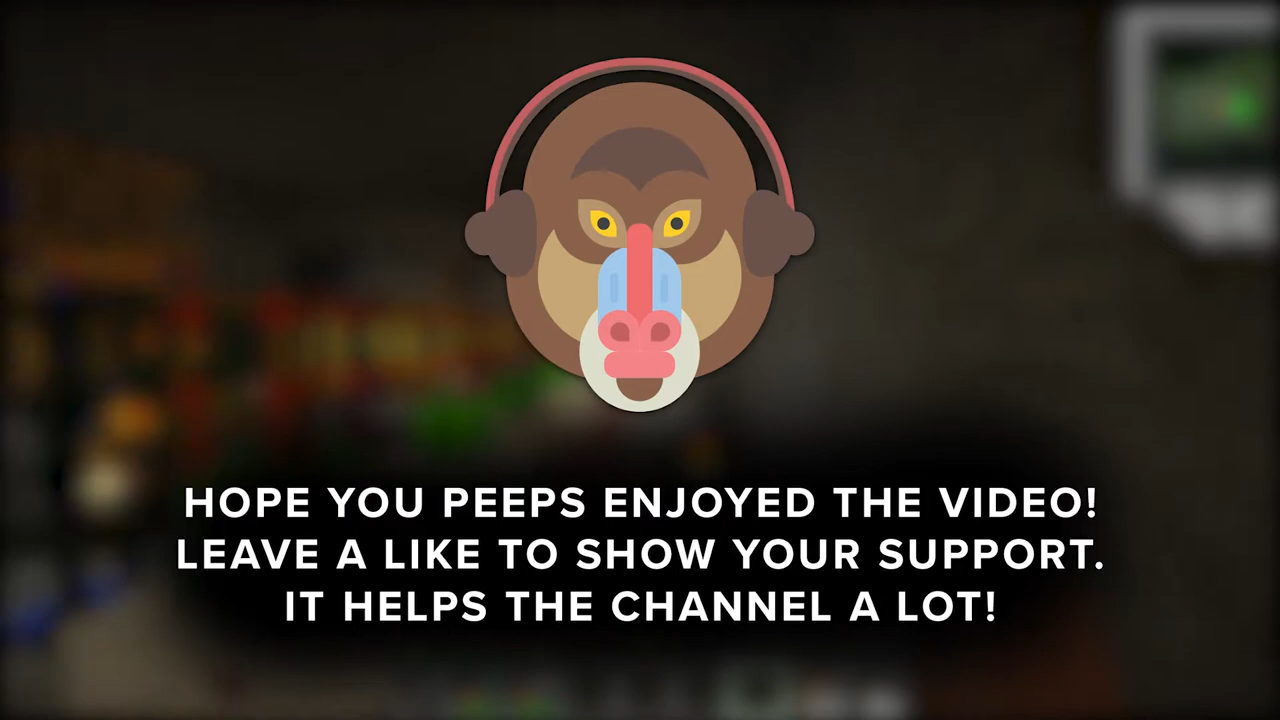 HOPE YOU PEEPS ENJOYED THE VIDEO!
LEAVE A LIKE TO SHOW YOUR SUPPORT.
IT HELPS THE CHANNEL A LOT!